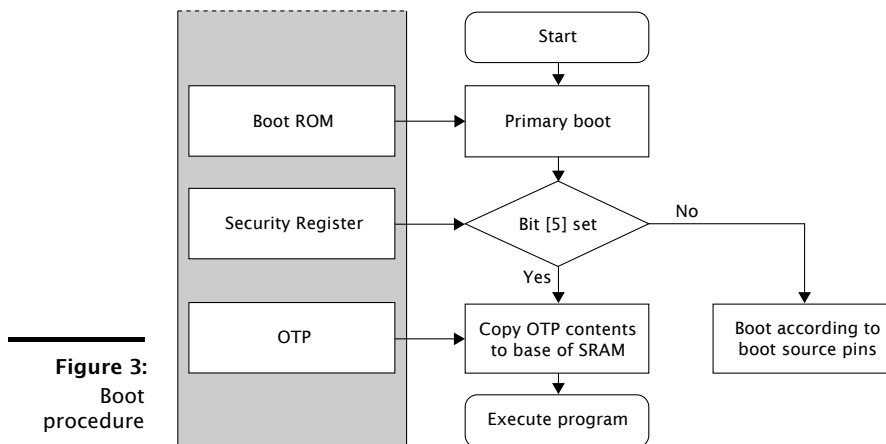 Start
Boot ROM
Primary boot
Security Register
Bit [5] set
No
Yes
OTP
Copy OTP contents
to base of SRAM
Boot according to
boot source pins
Execute program
Figure 3:
Boot
procedure